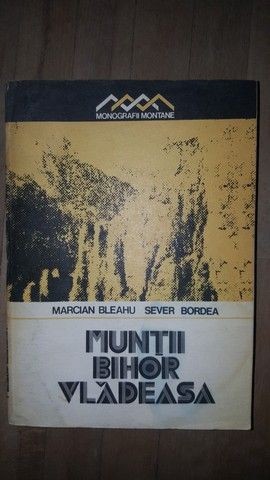 MONOGRAFII MONTANE
MARCIAN BLEAHU SEVER BORDEA
MUNȚII
BIHOR
VLĂDEASA